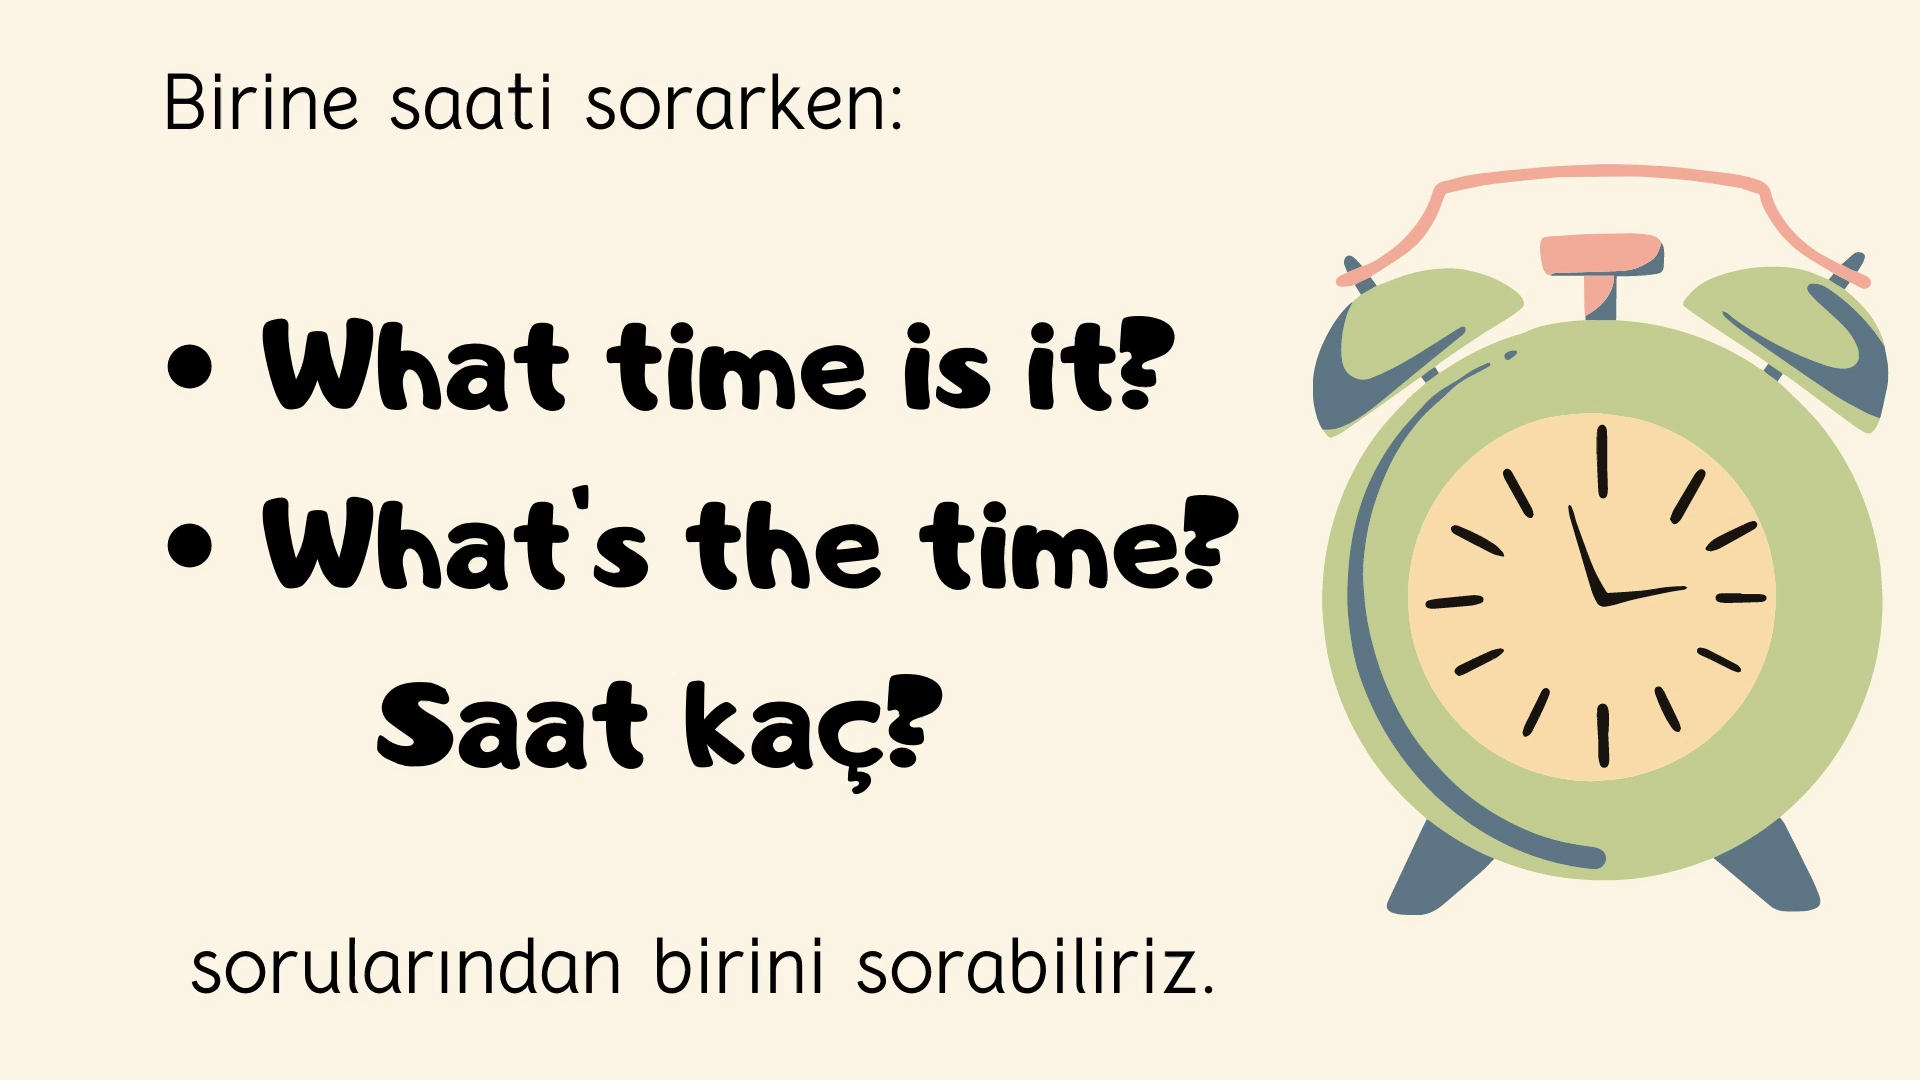 Birine saati sorarken:
• What time is it?
• What's the time?
Saat kaç?
sorularından birini sorabiliriz.